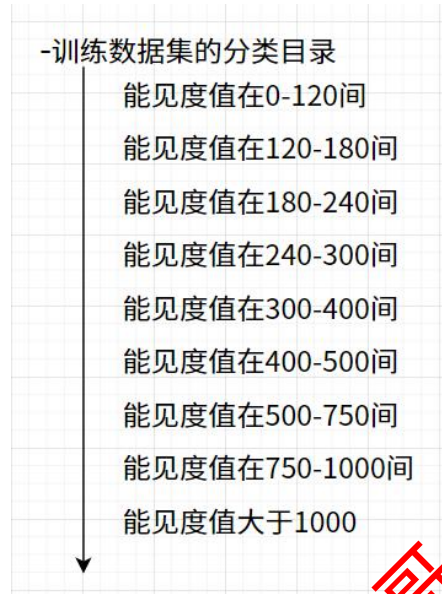 -训练数据集的分类目录
能见度值在0-120间
能见度值在120-180间
能见度值在180-240间
能见度值在240-300间
能见度值在300-400间
能见度值在400-500间
能见度值在500-750间
能见度值在750-1000间
能见度值大于1000